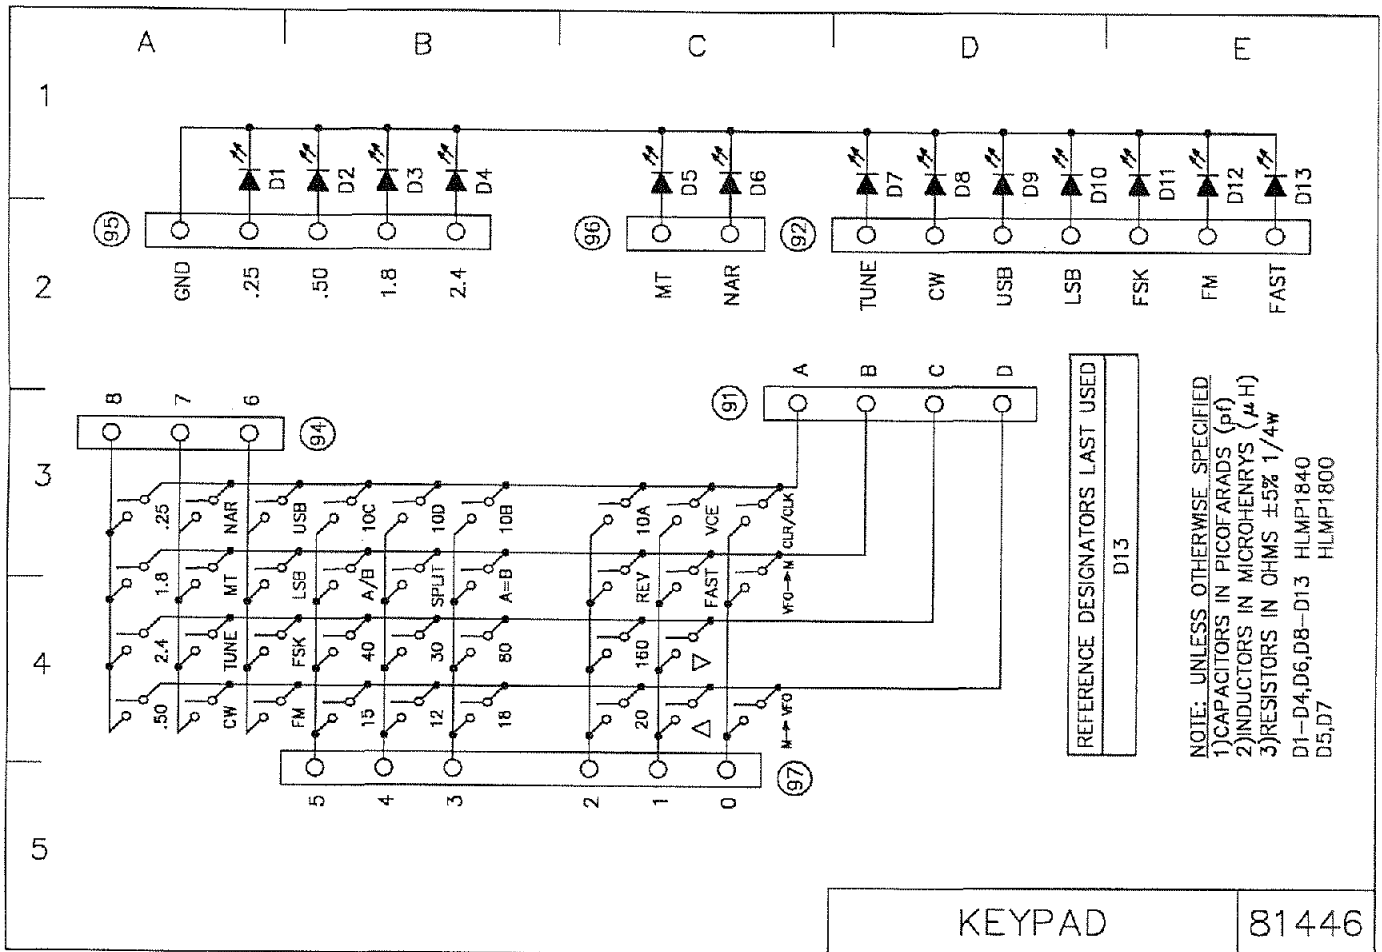 A B C D E
1
2
3
4
5
D1 D2 D3 D4 D5 D6 D7 D8 D9 D10 D11 D12 D13
95
96
92
GND .25 .50 1.8 2.4
MT NAR
TUNE CW USB LSB FSK FM FAST
8 7 6
94
91
A B C D
.25 NAR USB 10C 10D 10B 10A VCE CLR/CLK
1.8 MT LSB A/B SPLIT A=B REV FAST VFO→M
2.4 TUNE FSK 40 30 80 160 ▽
.50 CW FM 15 12 18 20 △ M→VFO
97
5 4 3 2 1 0
REFERENCE DESIGNATORS LAST USED
D13
NOTE: UNLESS OTHERWISE SPECIFIED
1)CAPACITORS IN PICOFARADS (pf)
2)INDUCTORS IN MICROHENRYS (μH)
3)RESISTORS IN OHMS ±5% 1/4w
D1-D4,D6,D8-D13 HLMP1840
D5,D7 HLMP1800
KEYPAD 81446